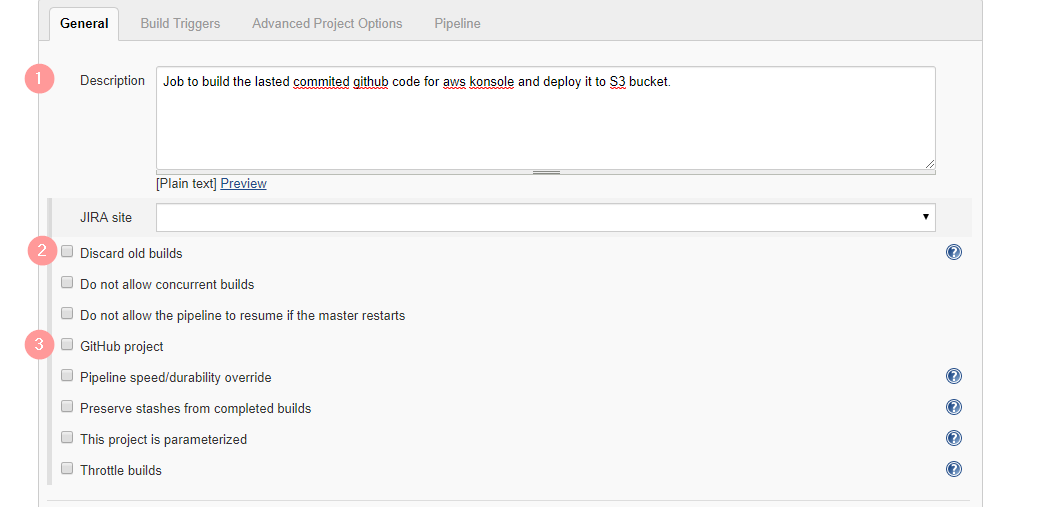 General Build Triggers Advanced Project Options Pipeline
1 Description Job to build the lasted commited github code for aws konsole and deploy it to S3 bucket.
[Plain text] Preview
JIRA site
2 Discard old builds ?
Do not allow concurrent builds
Do not allow the pipeline to resume if the master restarts
3 GitHub project
Pipeline speed/durability override ?
Preserve stashes from completed builds ?
This project is parameterized ?
Throttle builds ?